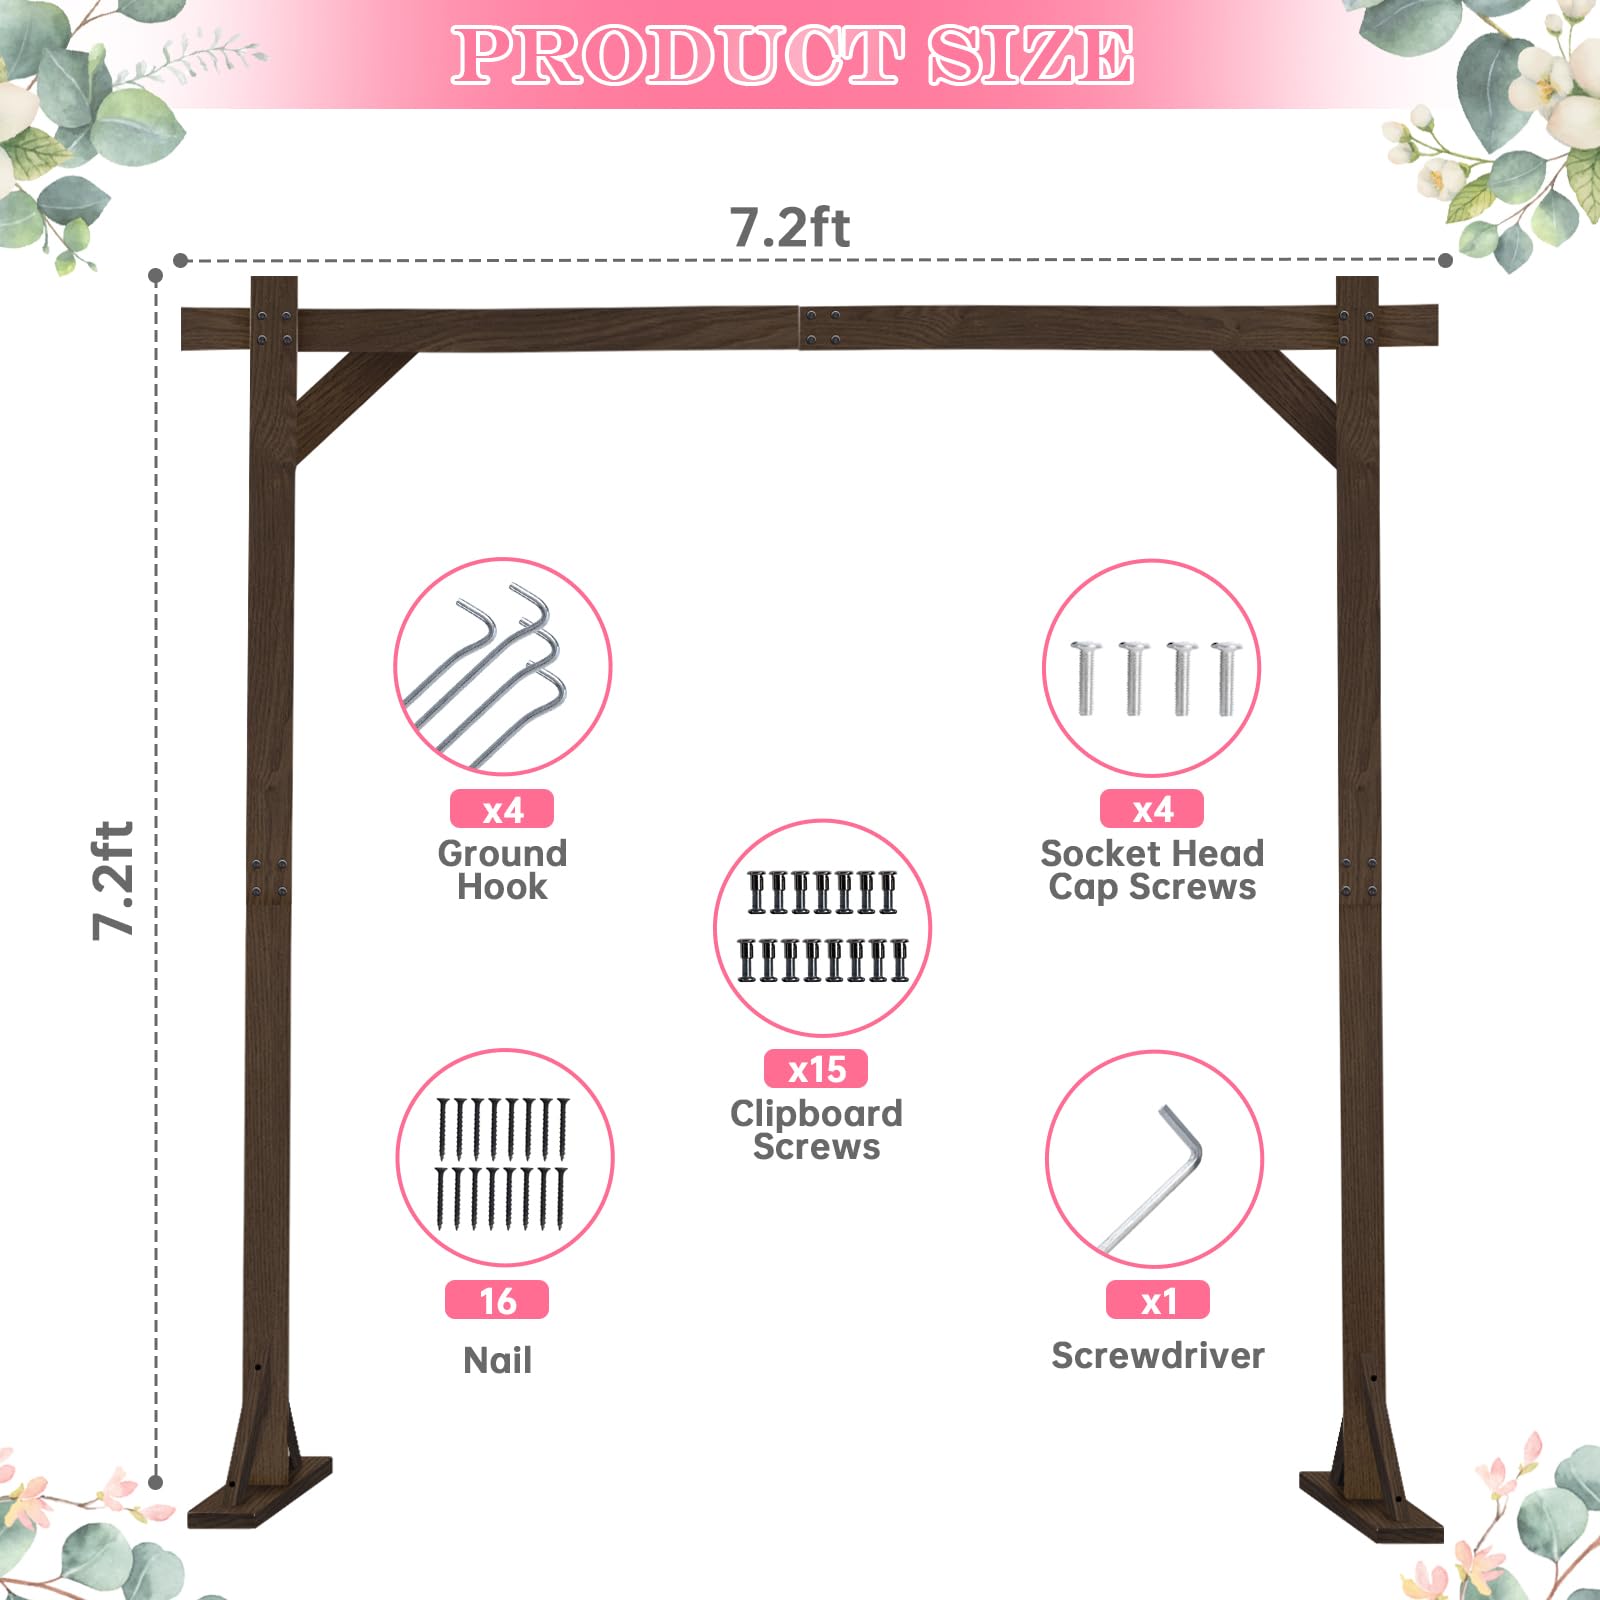 PRODUCT SIZE
7.2ft
7.2ft
x4
Ground
Hook
x4
Socket Head
Cap Screws
x15
Clipboard
Screws
16
Nail
x1
Screwdriver